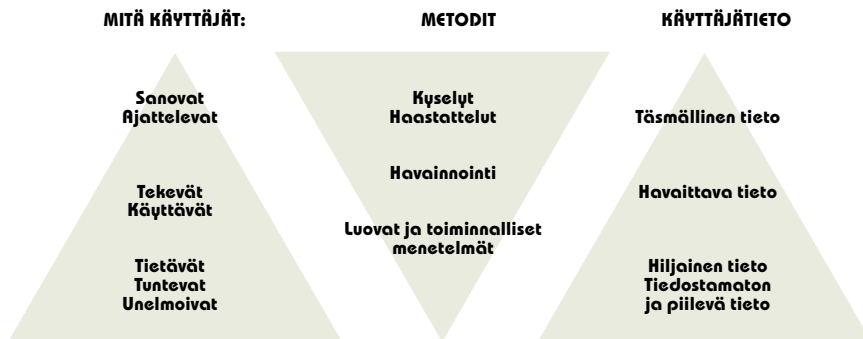 MITÄ KÄYTTÄJÄT:
Sanovat
Ajattelevat
Tekevät
Käyttävät
Tietävät
Tuntevat
Unelmoivat
METODIT
Kyselyt
Haastattelut
Havainnointi
Luovat ja toiminnalliset
menetelmät
KÄYTTÄJÄTIETO
Täsmällinen tieto
Havaittava tieto
Hiljainen tieto
Tiedostamaton
ja piilevä tieto